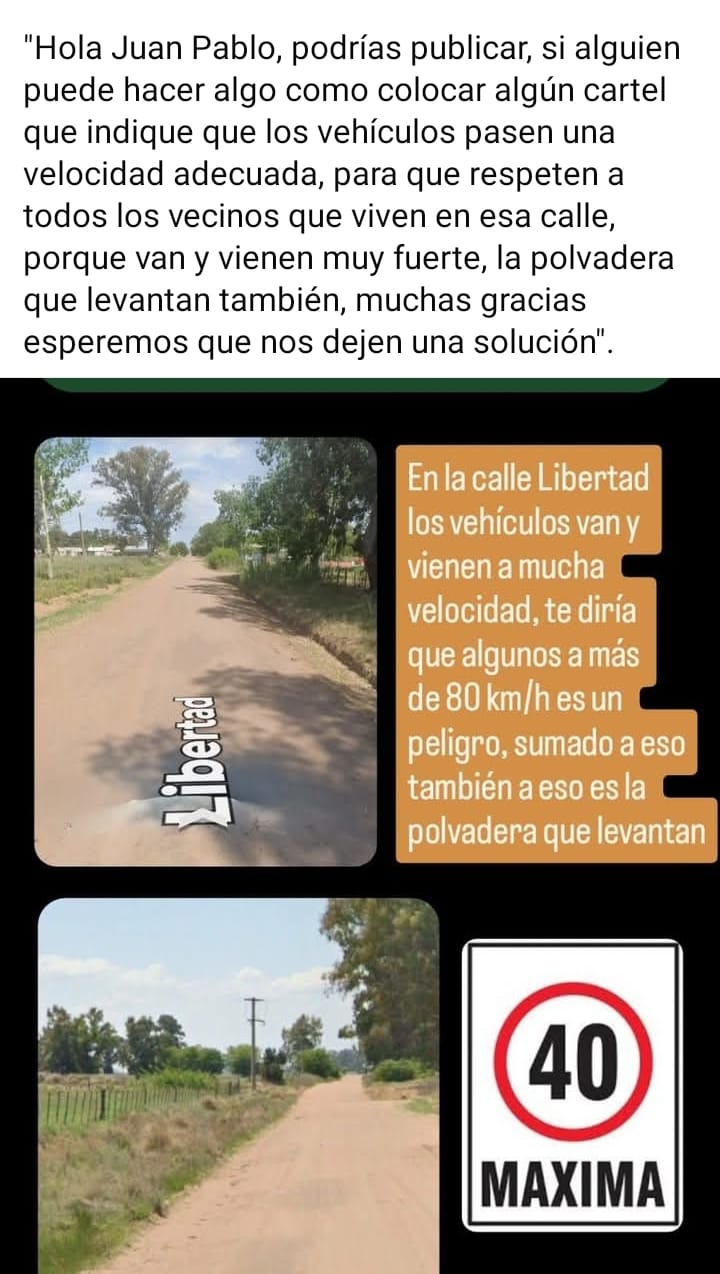 "Hola Juan Pablo, podrías publicar, si alguien
puede hacer algo como colocar algún cartel
que indique que los vehículos pasen una
velocidad adecuada, para que respeten a
todos los vecinos que viven en esa calle,
porque van y vienen muy fuerte, la polvadera
que levantan también, muchas gracias
esperemos que nos dejen una solución".
En la calle Libertad
los vehículos van y
vienen a mucha
velocidad, te diría
que algunos a más
de 80 km/h es un
peligro, sumado a eso
también a eso es la
polvadera que levantan
Libertad
40
MAXIMA